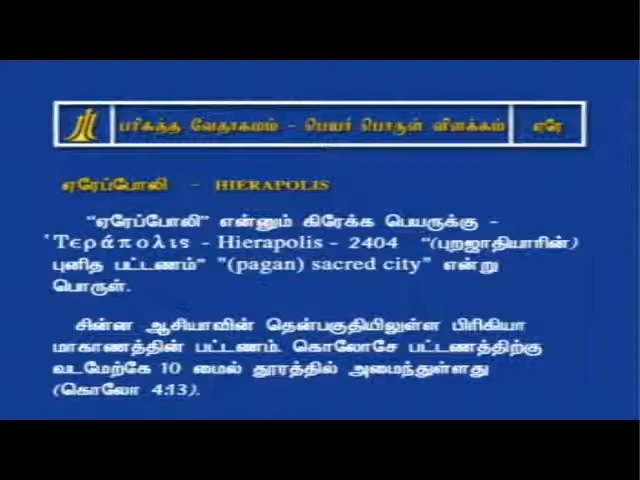 பரிசுத்த வேதாகமம் - பெயர் பொருள் விளக்கம் ஏரே
ஏரேப்போலி - HIERAPOLIS
"ஏரேப்போலி" என்னும் கிரேக்க பெயருக்கு -
Ἱεράπολις - Hierapolis - 2404 "(புறஜாதியாரின்)
புனித பட்டணம்" "(pagan) sacred city" என்று
பொருள்.
சின்ன ஆசியாவின் தென்பகுதியிலுள்ள பிரிகியா
மாகாணத்தின் பட்டணம். கொலோசே பட்டணத்திற்கு
வடமேற்கே 10 மைல் தூரத்தில் அமைந்துள்ளது
(கொலோ 4:13).